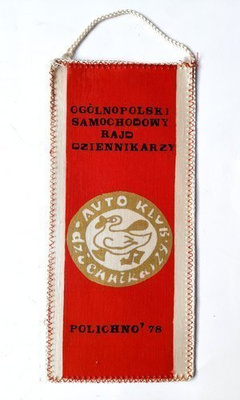 OGÓLNOPOLSKI
SAMOCHODOWY
RAJD
DZIENNIKARZY
AUTO KLUB
dziennikarzy
POLICHNO' 78